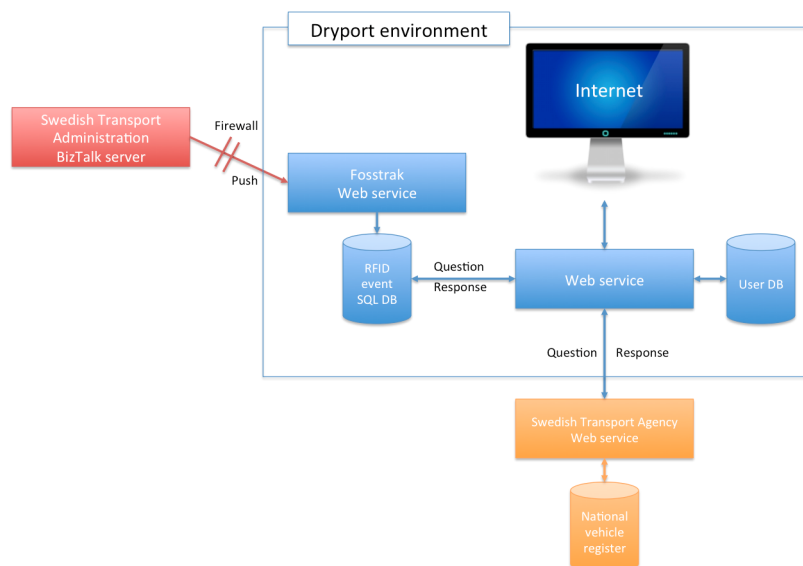 Dryport environment
Internet
Swedish Transport
Administration
BizTalk server
Firewall
Push
Fosstrak
Web service
RFID
event
SQL DB
Question
Response
Web service
User DB
Question
Response
Swedish Transport Agency
Web service
National
vehicle
register